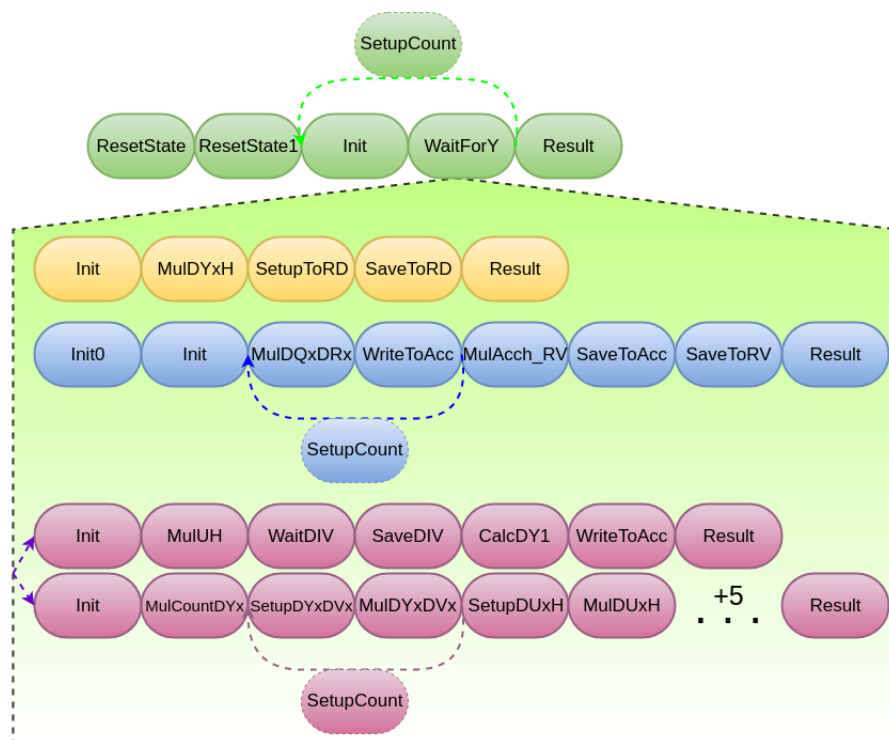 SetupCount
ResetState ResetState1 Init WaitForY Result
Init MulDYxH SetupToRD SaveToRD Result
Init0 Init MulDQxDRx WriteToAcc MulAcch_RV SaveToAcc SaveToRV Result
SetupCount
Init MulUH WaitDIV SaveDIV CalcDY1 WriteToAcc Result
Init MulCountDYx SetupDYxDVx MulDYxDVx SetupDUxH MulDUxH +5 Result
. . .
SetupCount